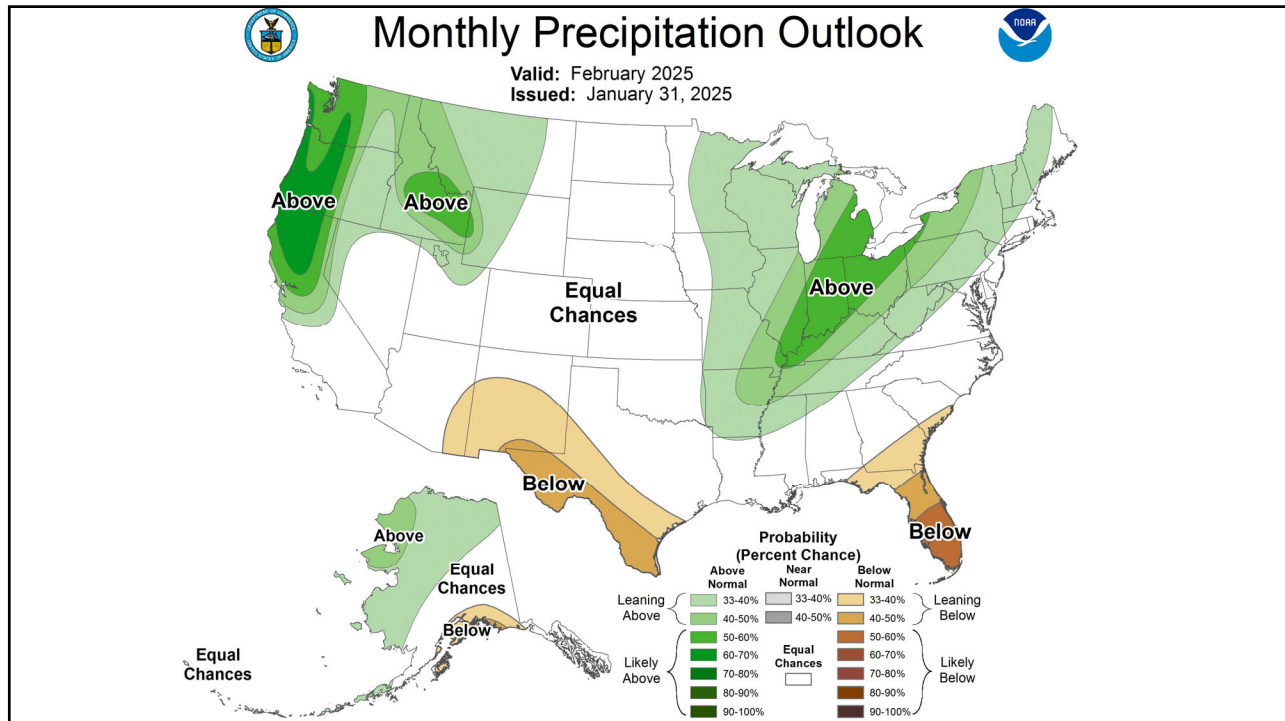 Monthly Precipitation Outlook
NOAA
Valid: February 2025
Issued: January 31, 2025
Above
Above
Above
Equal
Chances
Below
Below
Above
Equal
Chances
Below
Equal
Chances
Probability
(Percent Chance)
Above
Normal
Near
Normal
Below
Normal
Leaning
Above
33-40%
40-50%
33-40%
40-50%
33-40%
40-50%
Leaning
Below
Likely
Above
50-60%
60-70%
70-80%
80-90%
90-100%
Equal
Chances
50-60%
60-70%
70-80%
80-90%
90-100%
Likely
Below